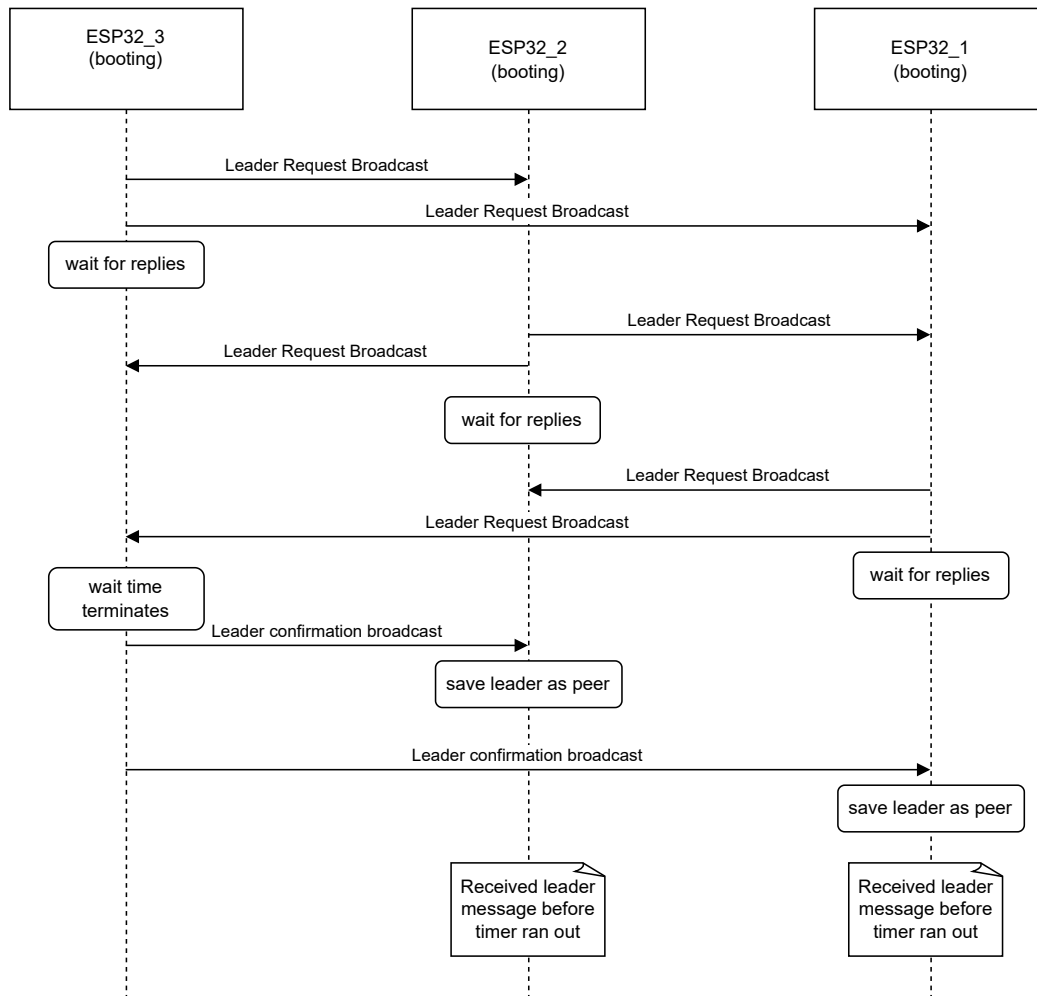 ESP32_3
(booting)
ESP32_2
(booting)
ESP32_1
(booting)
Leader Request Broadcast
Leader Request Broadcast
wait for replies
Leader Request Broadcast
Leader Request Broadcast
wait for replies
Leader Request Broadcast
Leader Request Broadcast
wait for replies
wait time
terminates
Leader confirmation broadcast
save leader as peer
Leader confirmation broadcast
save leader as peer
Received leader
message before
timer ran out
Received leader
message before
timer ran out